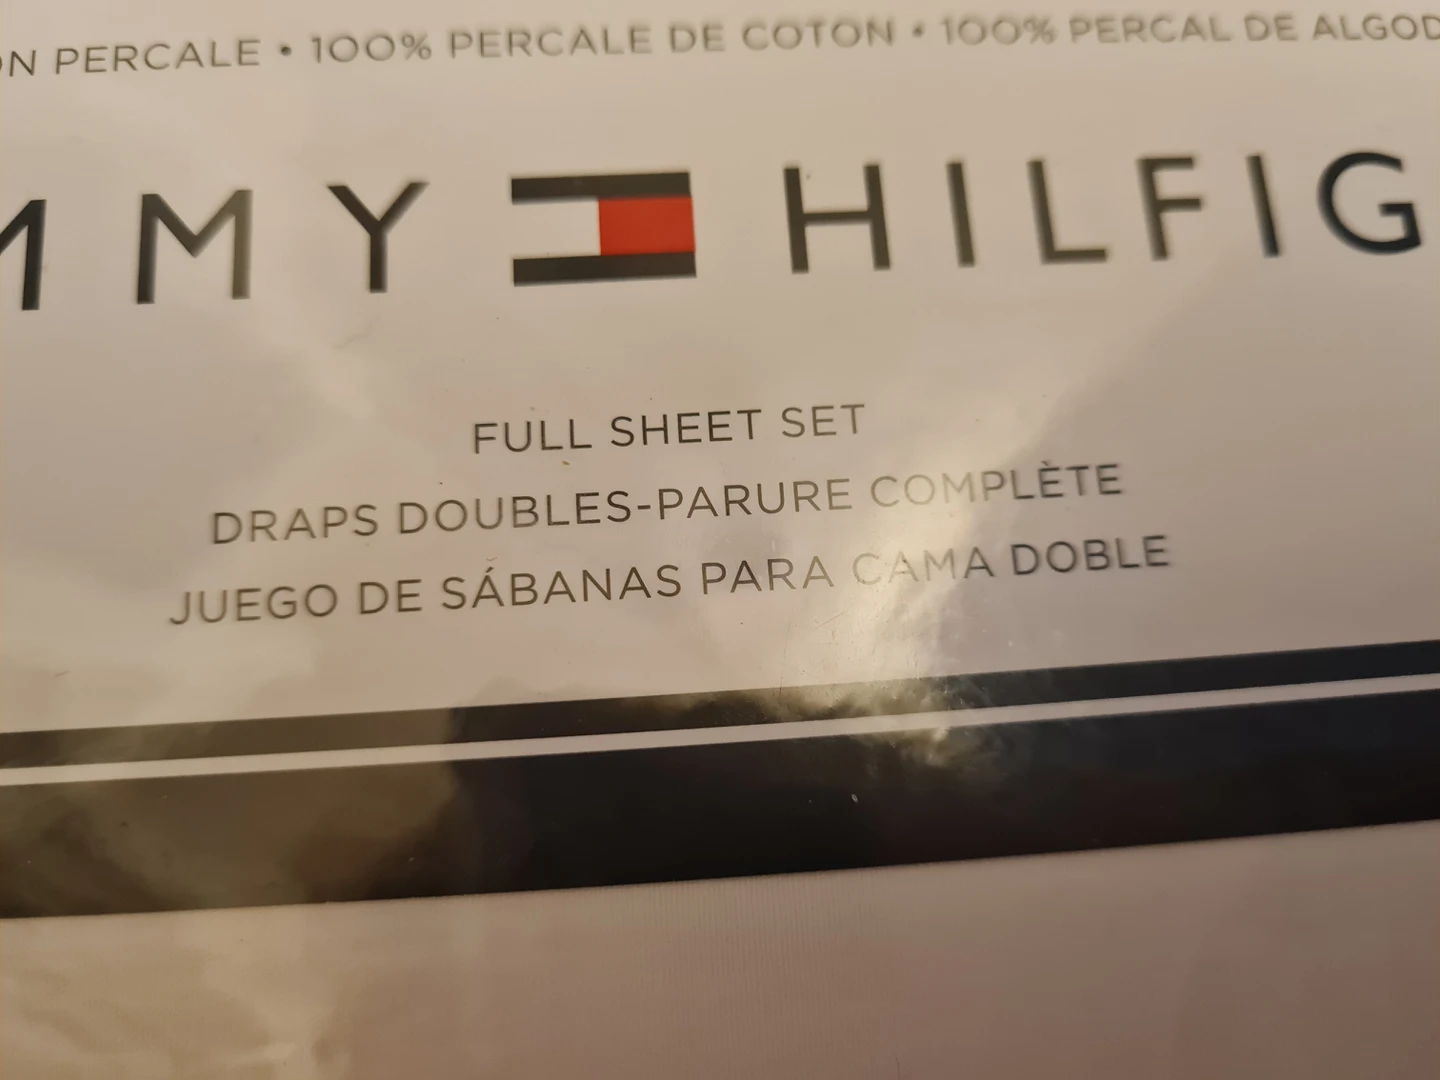 ON PERCALE • 100% PERCALE DE COTON • 100% PERCAL DE ALGOD
MMY HILFIG
FULL SHEET SET
DRAPS DOUBLES-PARURE COMPLÈTE
JUEGO DE SÁBANAS PARA CAMA DOBLE